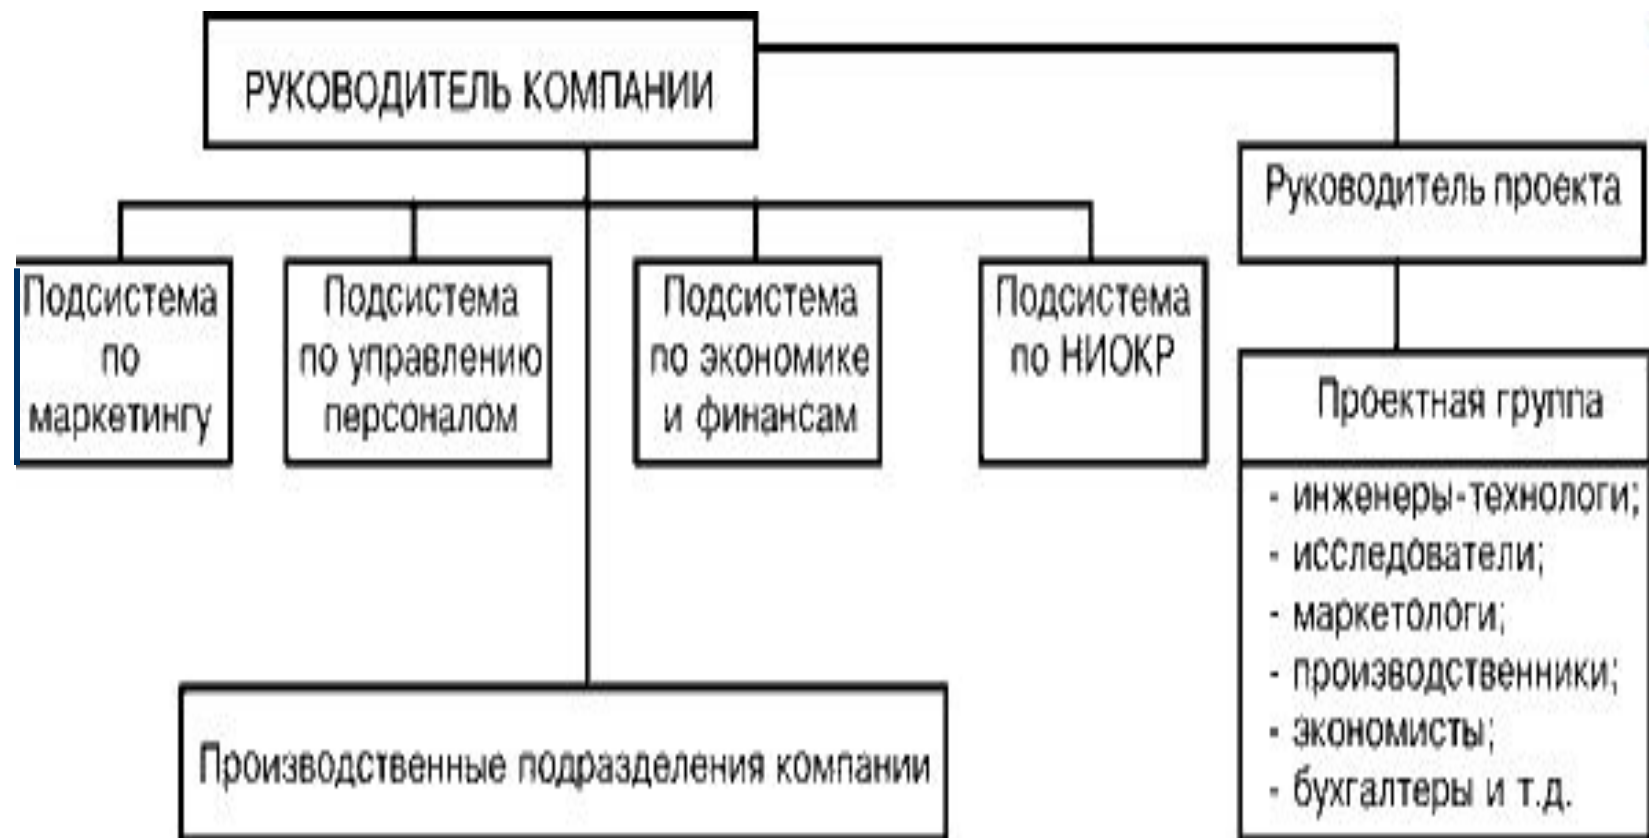 РУКОВОДИТЕЛЬ КОМПАНИИ
Руководитель проекта
Подсистема
по
маркетингу
Подсистема
по управлению
персоналом
Подсистема
по экономике
и финансам
Подсистема
по НИОКР
Проектная группа
- инженеры-технологи;
- исследователи;
- маркетологи;
- производственники;
- экономисты;
- бухгалтеры и т.д.
Производственные подразделения компании